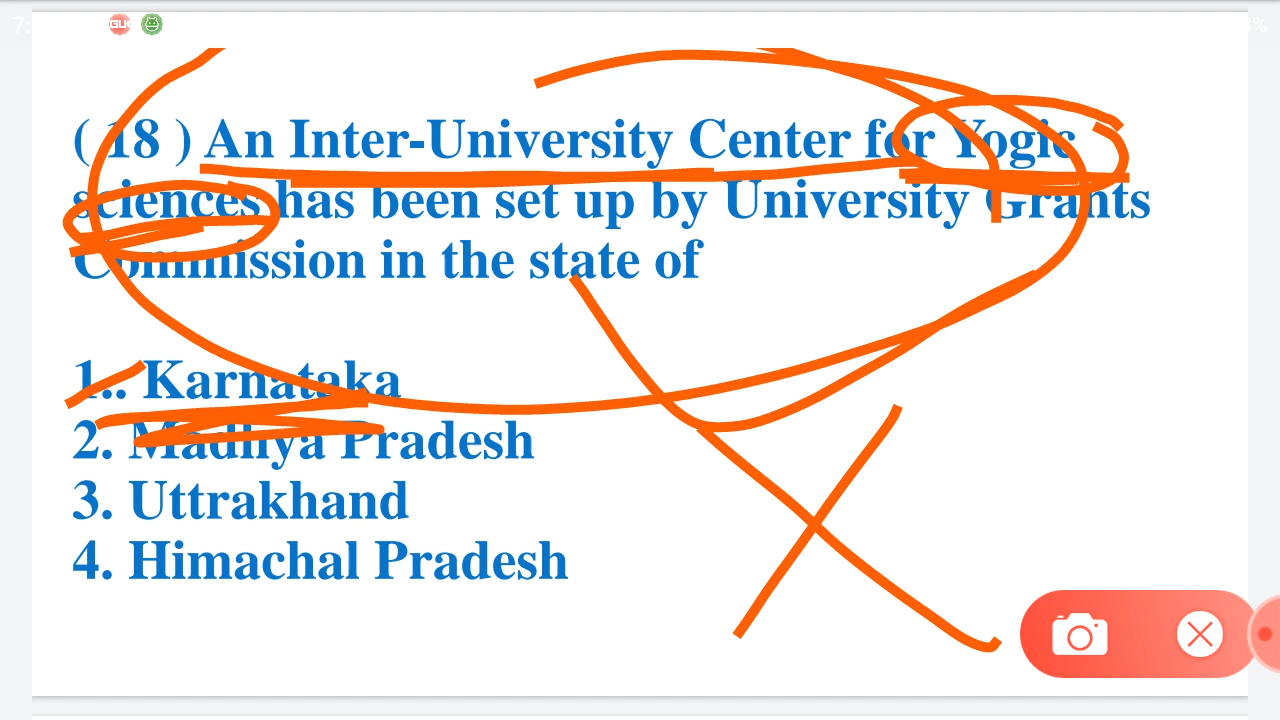 ( 18 ) An Inter-University Center for Yogic
sciences has been set up by University Grants
Commission in the state of
1.. Karnataka
2. Madhya Pradesh
3. Uttrakhand
4. Himachal Pradesh